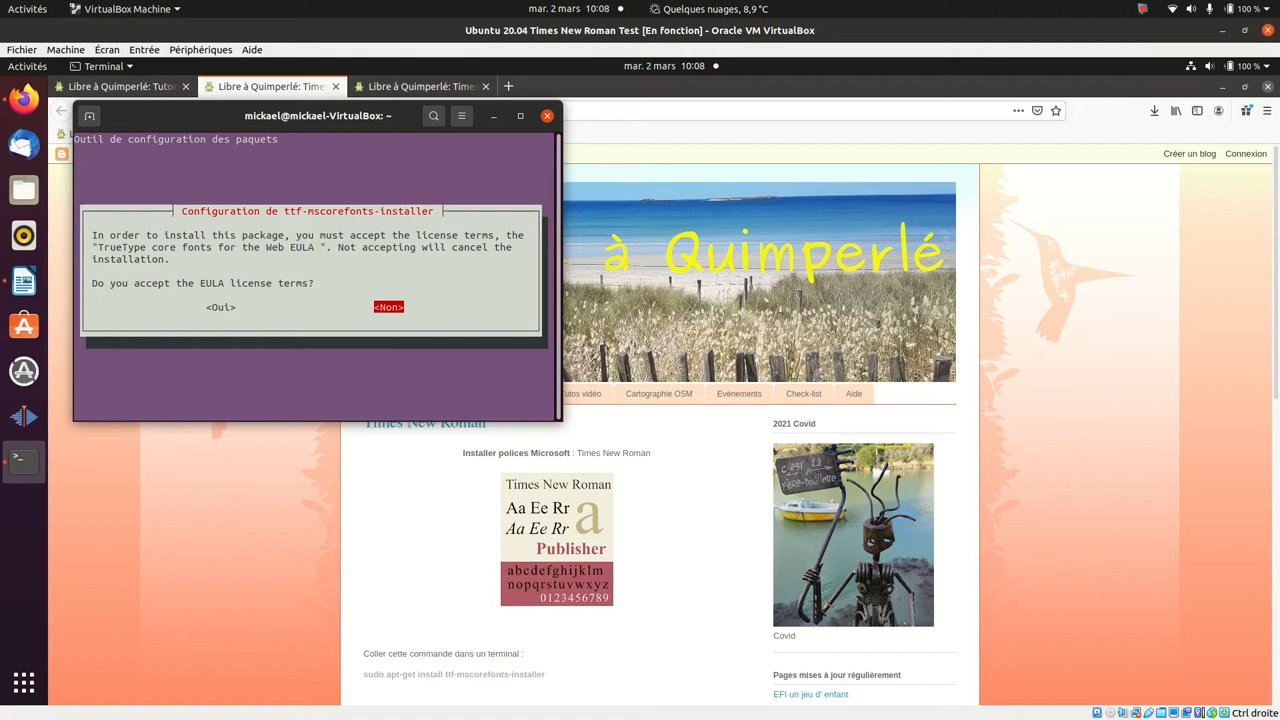 Activités
mar. 2 mars 10:08
Quelques nuages, 8,9 °C
100 %
Ubuntu 20.04 Times New Roman Test [En fonction] - Oracle VM VirtualBox
Fichier Machine Écran Entrée Périphériques Aide
Activités
Terminal
mar. 2 mars 10:08
100 %
Libre à Quimperlé: Tutor
Libre à Quimperlé: Times
Libre à Quimperlé: Times
mickael@mickael-VirtualBox: ~
Outil de configuration des paquets
Configuration de ttf-mscorefonts-installer
In order to install this package, you must accept the license terms, the
"TrueType core fonts for the Web EULA ". Not accepting will cancel the
installation.
Do you accept the EULA license terms?
<Oui> <Non>
Créer un blog Connexion
à Quimperlé
Tutos vidéo Cartographie OSM Evénements Check-list Aide
Times New Roman
Installer polices Microsoft : Times New Roman
Times New Roman
Aa Ee Rr
Aa Ee Rr
a
Publisher
abcdefghijklm
nopqrstuvwxyz
0123456789
Coller cette commande dans un terminal :
sudo apt-get install ttf-mscorefonts-installer
2021 Covid
c'est la
Covid
Pages mises à jour régulièrement
EFI un jeu d' enfant
Ctrl droite